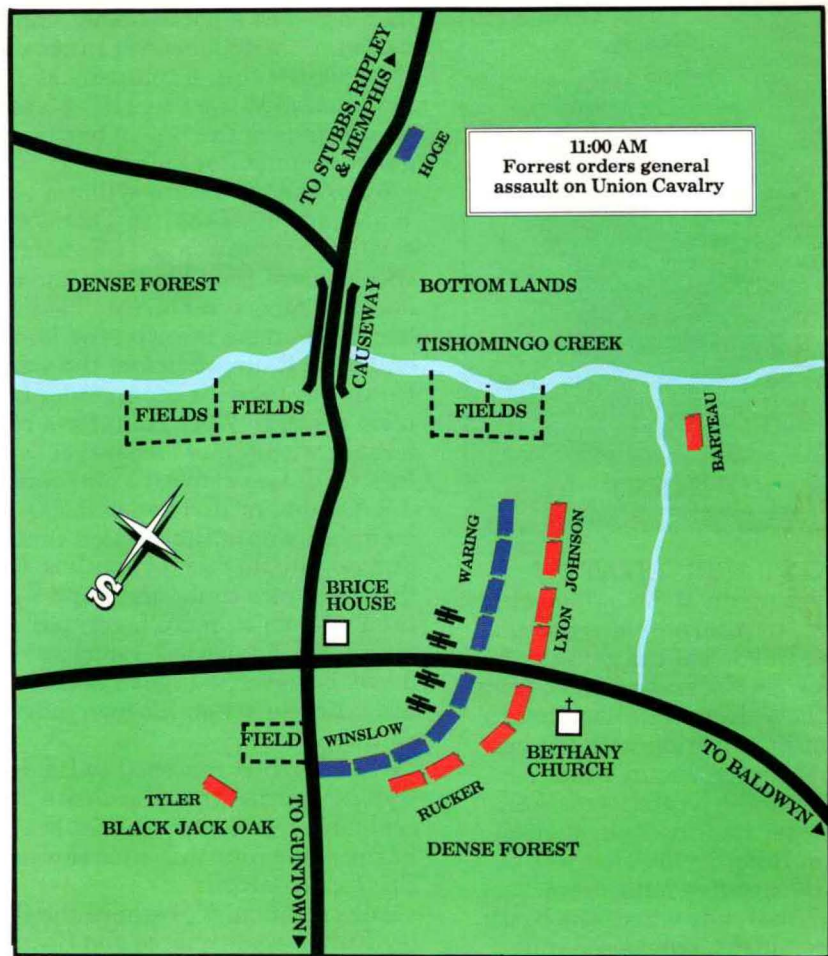 TO STUBBS, RIPLEY
& MEMPHIS
HOGE
11:00 AM
Forrest orders general
assault on Union Cavalry
DENSE FOREST
BOTTOM LANDS
CAUSEWAY
TISHOMINGO CREEK
FIELDS
FIELDS
FIELDS
BARTEAU
S
WARING
JOHNSON
LYON
BRICE
HOUSE
WINSLOW
FIELD
BETHANY
CHURCH
RUCKER
TYLER
BLACK JACK OAK
TO GUNTOWN
DENSE FOREST
TO BALDWYN